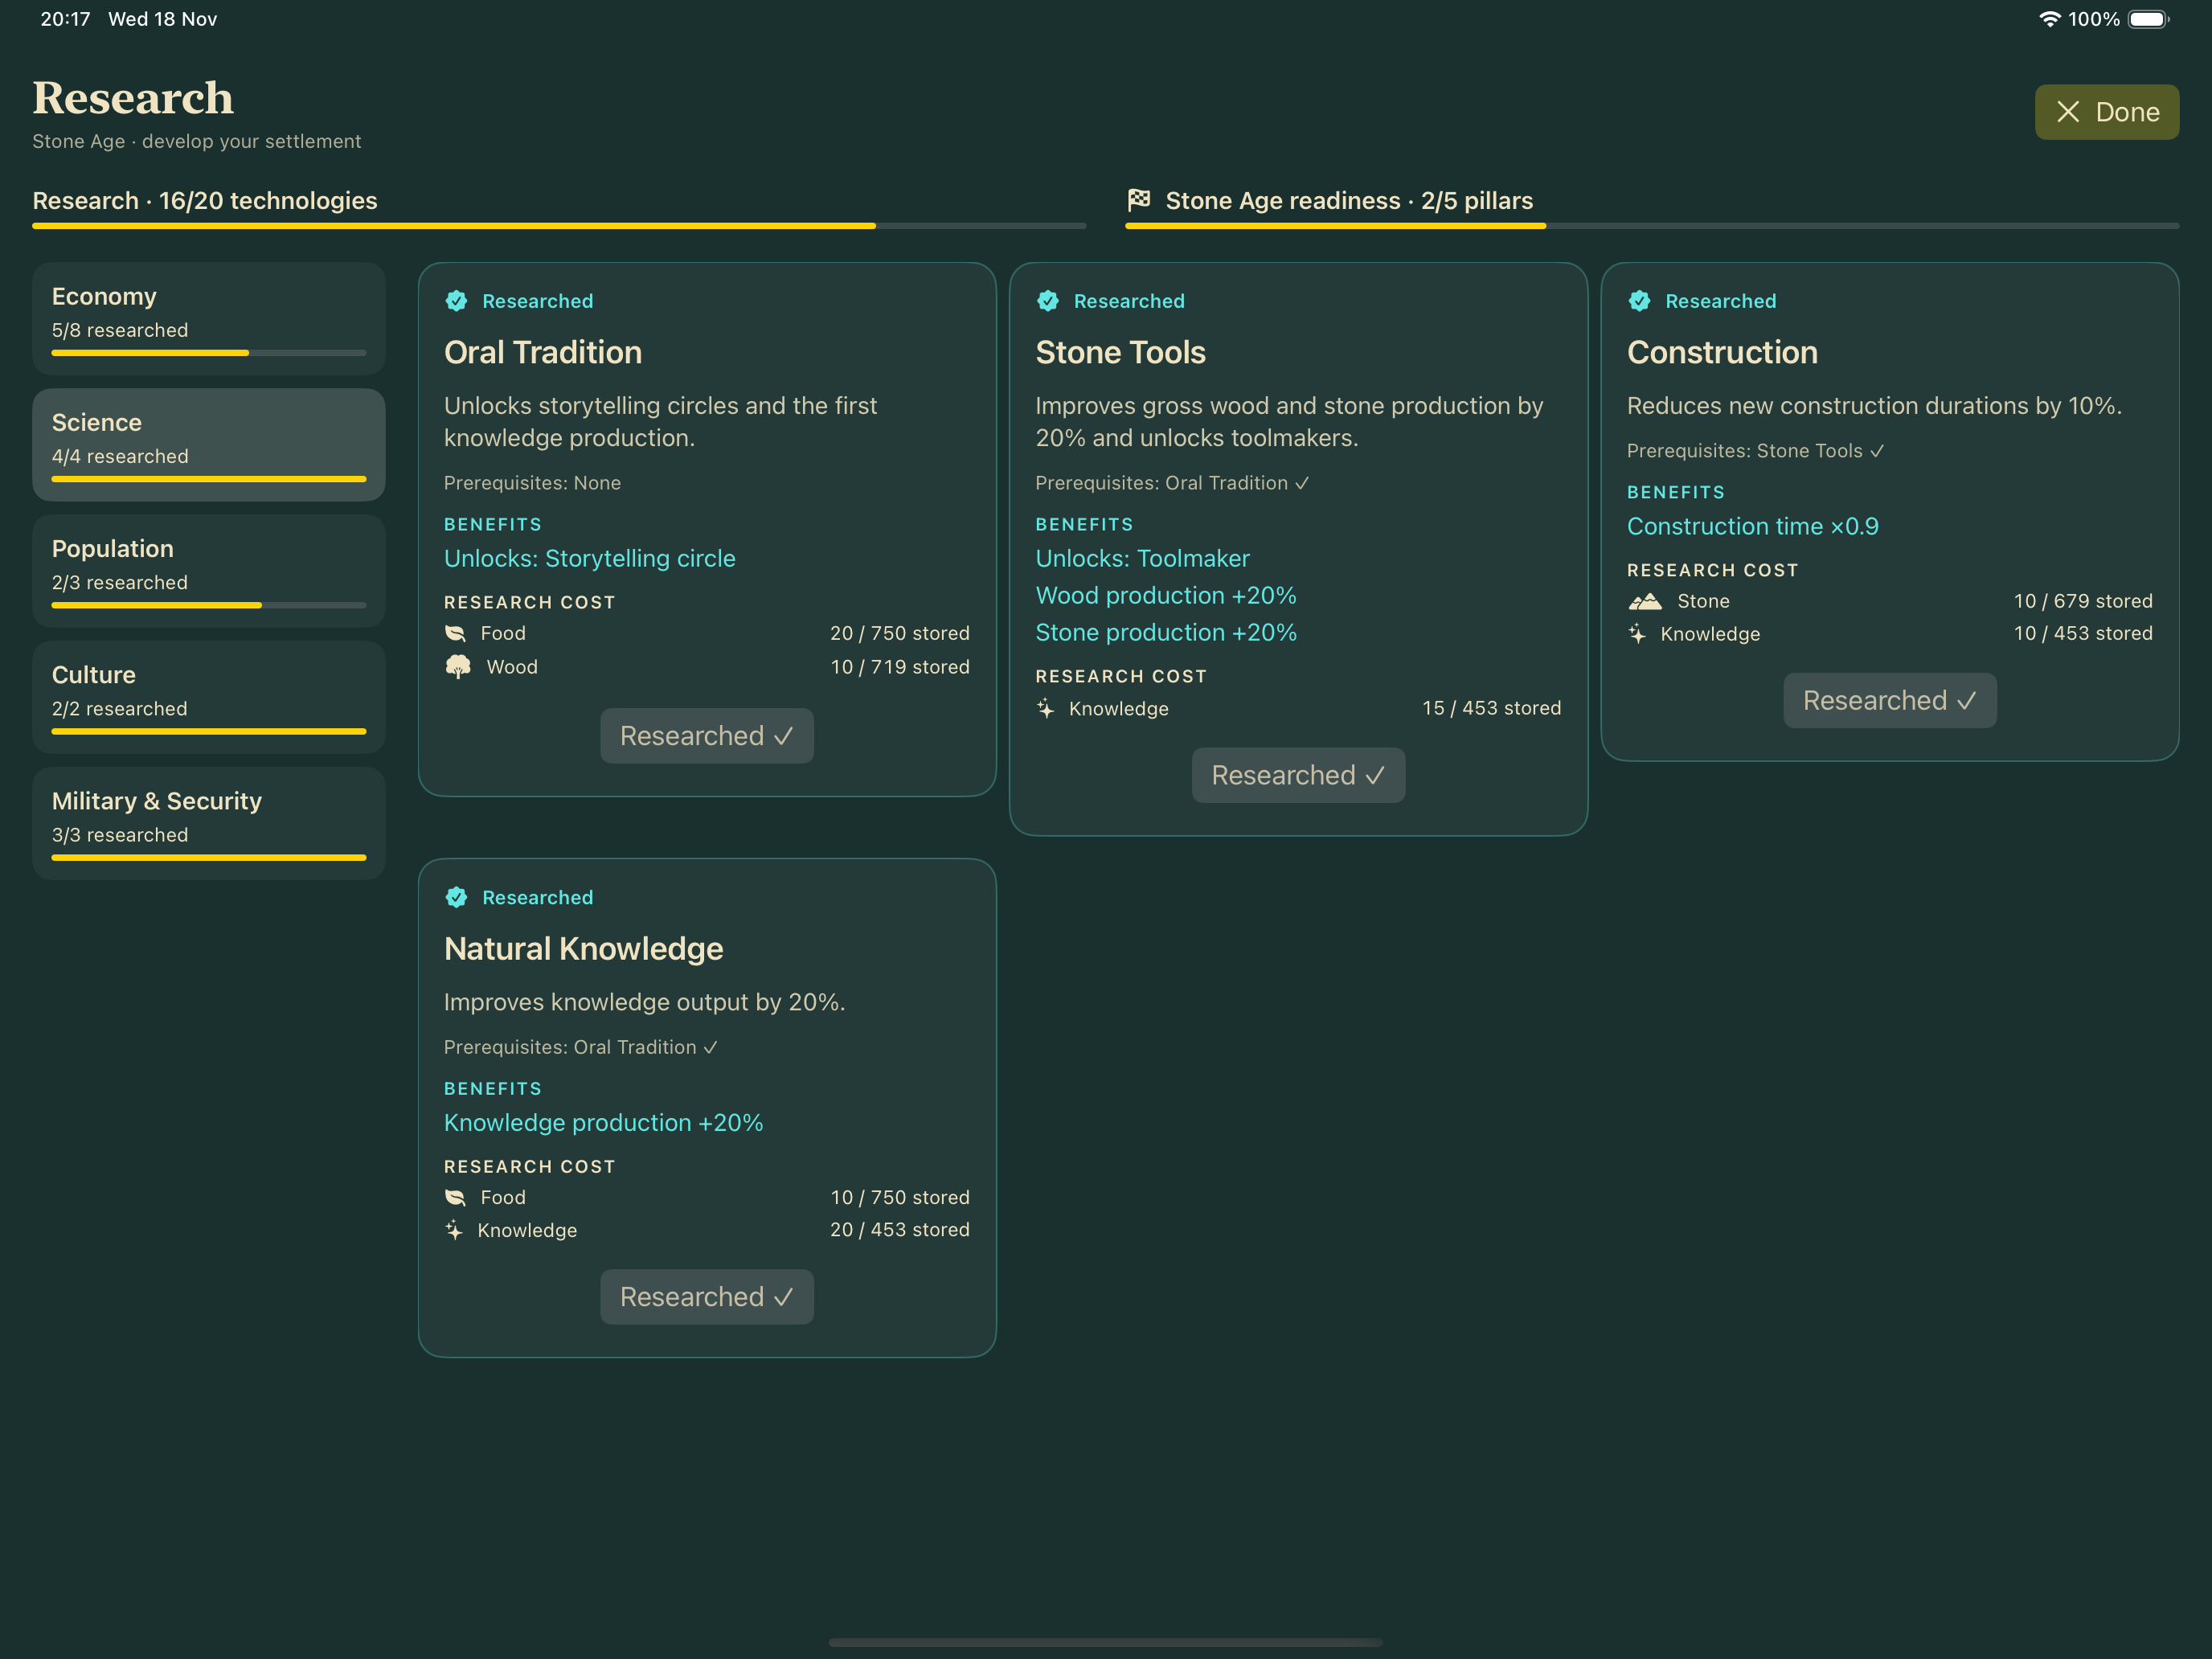 20:17 Wed 18 Nov
100%
Research
Stone Age · develop your settlement
Done
Research · 16/20 technologies
Stone Age readiness · 2/5 pillars
Economy
5/8 researched
Science
4/4 researched
Population
2/3 researched
Culture
2/2 researched
Military & Security
3/3 researched
Researched
Oral Tradition
Unlocks storytelling circles and the first
knowledge production.
Prerequisites: None
BENEFITS
Unlocks: Storytelling circle
RESEARCH COST
Food 20 / 750 stored
Wood 10 / 719 stored
Researched ✓
Researched
Stone Tools
Improves gross wood and stone production by
20% and unlocks toolmakers.
Prerequisites: Oral Tradition ✓
BENEFITS
Unlocks: Toolmaker
Wood production +20%
Stone production +20%
RESEARCH COST
Knowledge 15 / 453 stored
Researched ✓
Researched
Construction
Reduces new construction durations by 10%.
Prerequisites: Stone Tools ✓
BENEFITS
Construction time ×0.9
RESEARCH COST
Stone 10 / 679 stored
Knowledge 10 / 453 stored
Researched ✓
Researched
Natural Knowledge
Improves knowledge output by 20%.
Prerequisites: Oral Tradition ✓
BENEFITS
Knowledge production +20%
RESEARCH COST
Food 10 / 750 stored
Knowledge 20 / 453 stored
Researched ✓